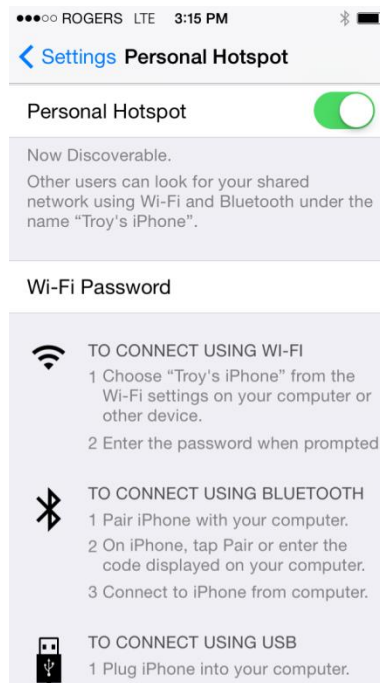 ROGERS LTE 3:15 PM
Settings Personal Hotspot
Personal Hotspot
Now Discoverable.
Other users can look for your shared
network using Wi-Fi and Bluetooth under the
name “Troy's iPhone”.
Wi-Fi Password
TO CONNECT USING WI-FI
1 Choose “Troy's iPhone” from the
Wi-Fi settings on your computer or
other device.
2 Enter the password when prompted
TO CONNECT USING BLUETOOTH
1 Pair iPhone with your computer.
2 On iPhone, tap Pair or enter the
code displayed on your computer.
3 Connect to iPhone from computer.
TO CONNECT USING USB
1 Plug iPhone into your computer.